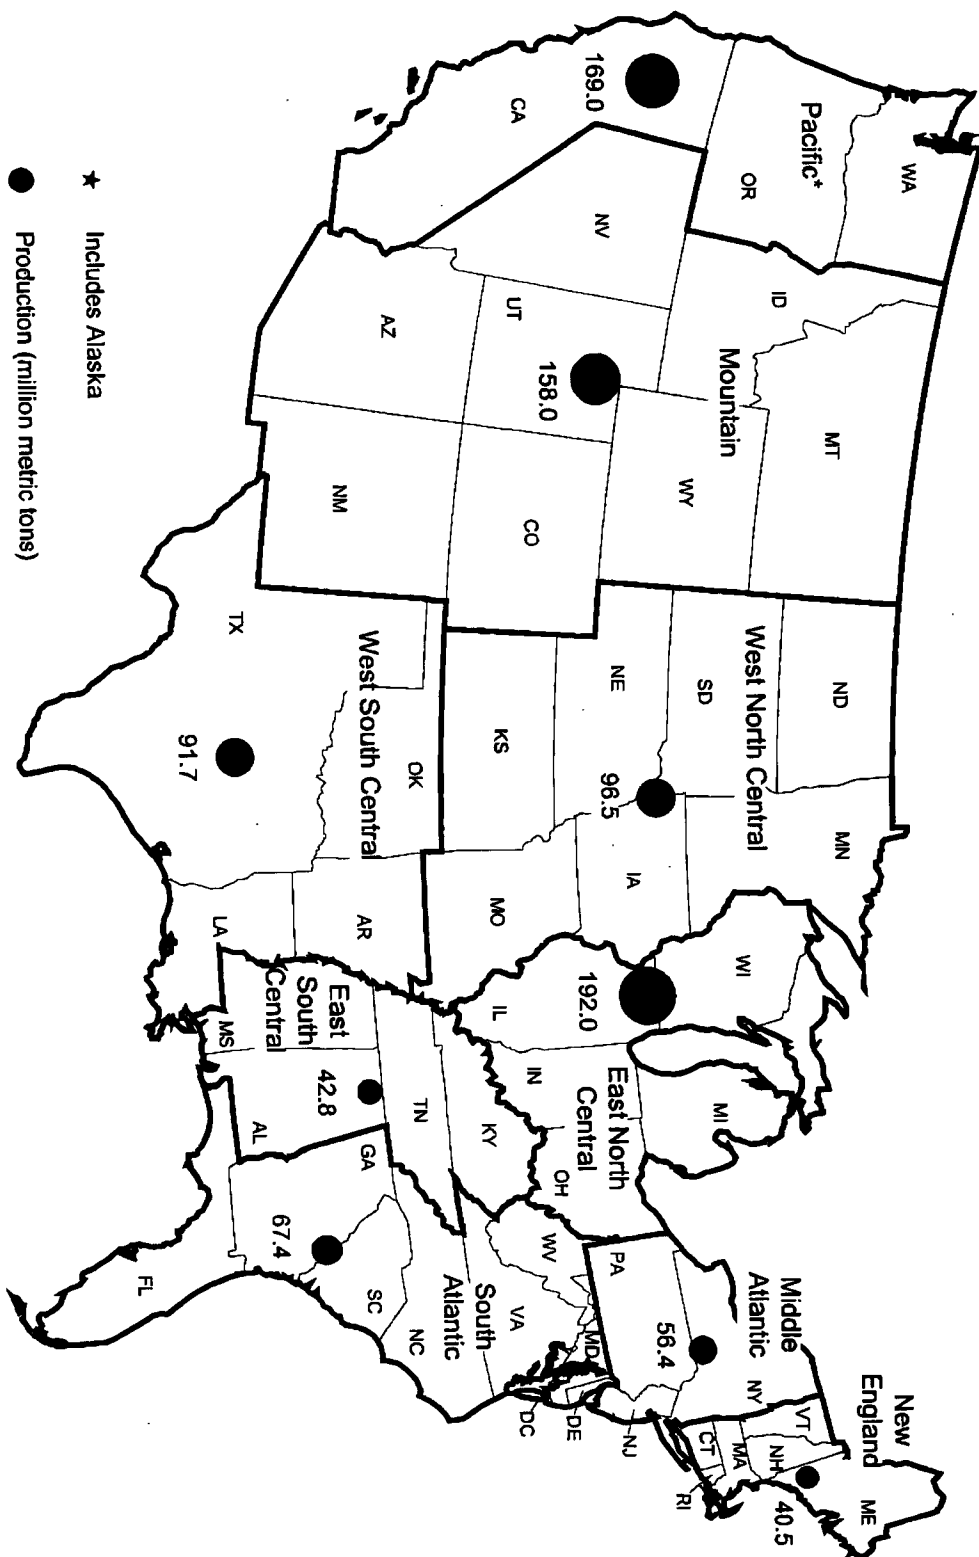 WA
Pacific*
OR
CA
169.0
NV
ID
MT
Mountain
WY
UT
158.0
CO
AZ
NM
ND
MN
West North Central
SD
NE
96.5
IA
KS
MO
West South Central
OK
TX
91.7
AR
LA
WI
MI
192.0
East North
Central
IL
IN
OH
KY
TN
East
South
Central
42.8
MS
AL
GA
67.4
SC
NC
South
Atlantic
FL
WV
VA
MD
DC
DE
NJ
PA
56.4
Middle
Atlantic
NY
New
England
VT
NH
ME
40.5
MA
CT
RI
★ Includes Alaska
● Production (million metric tons)